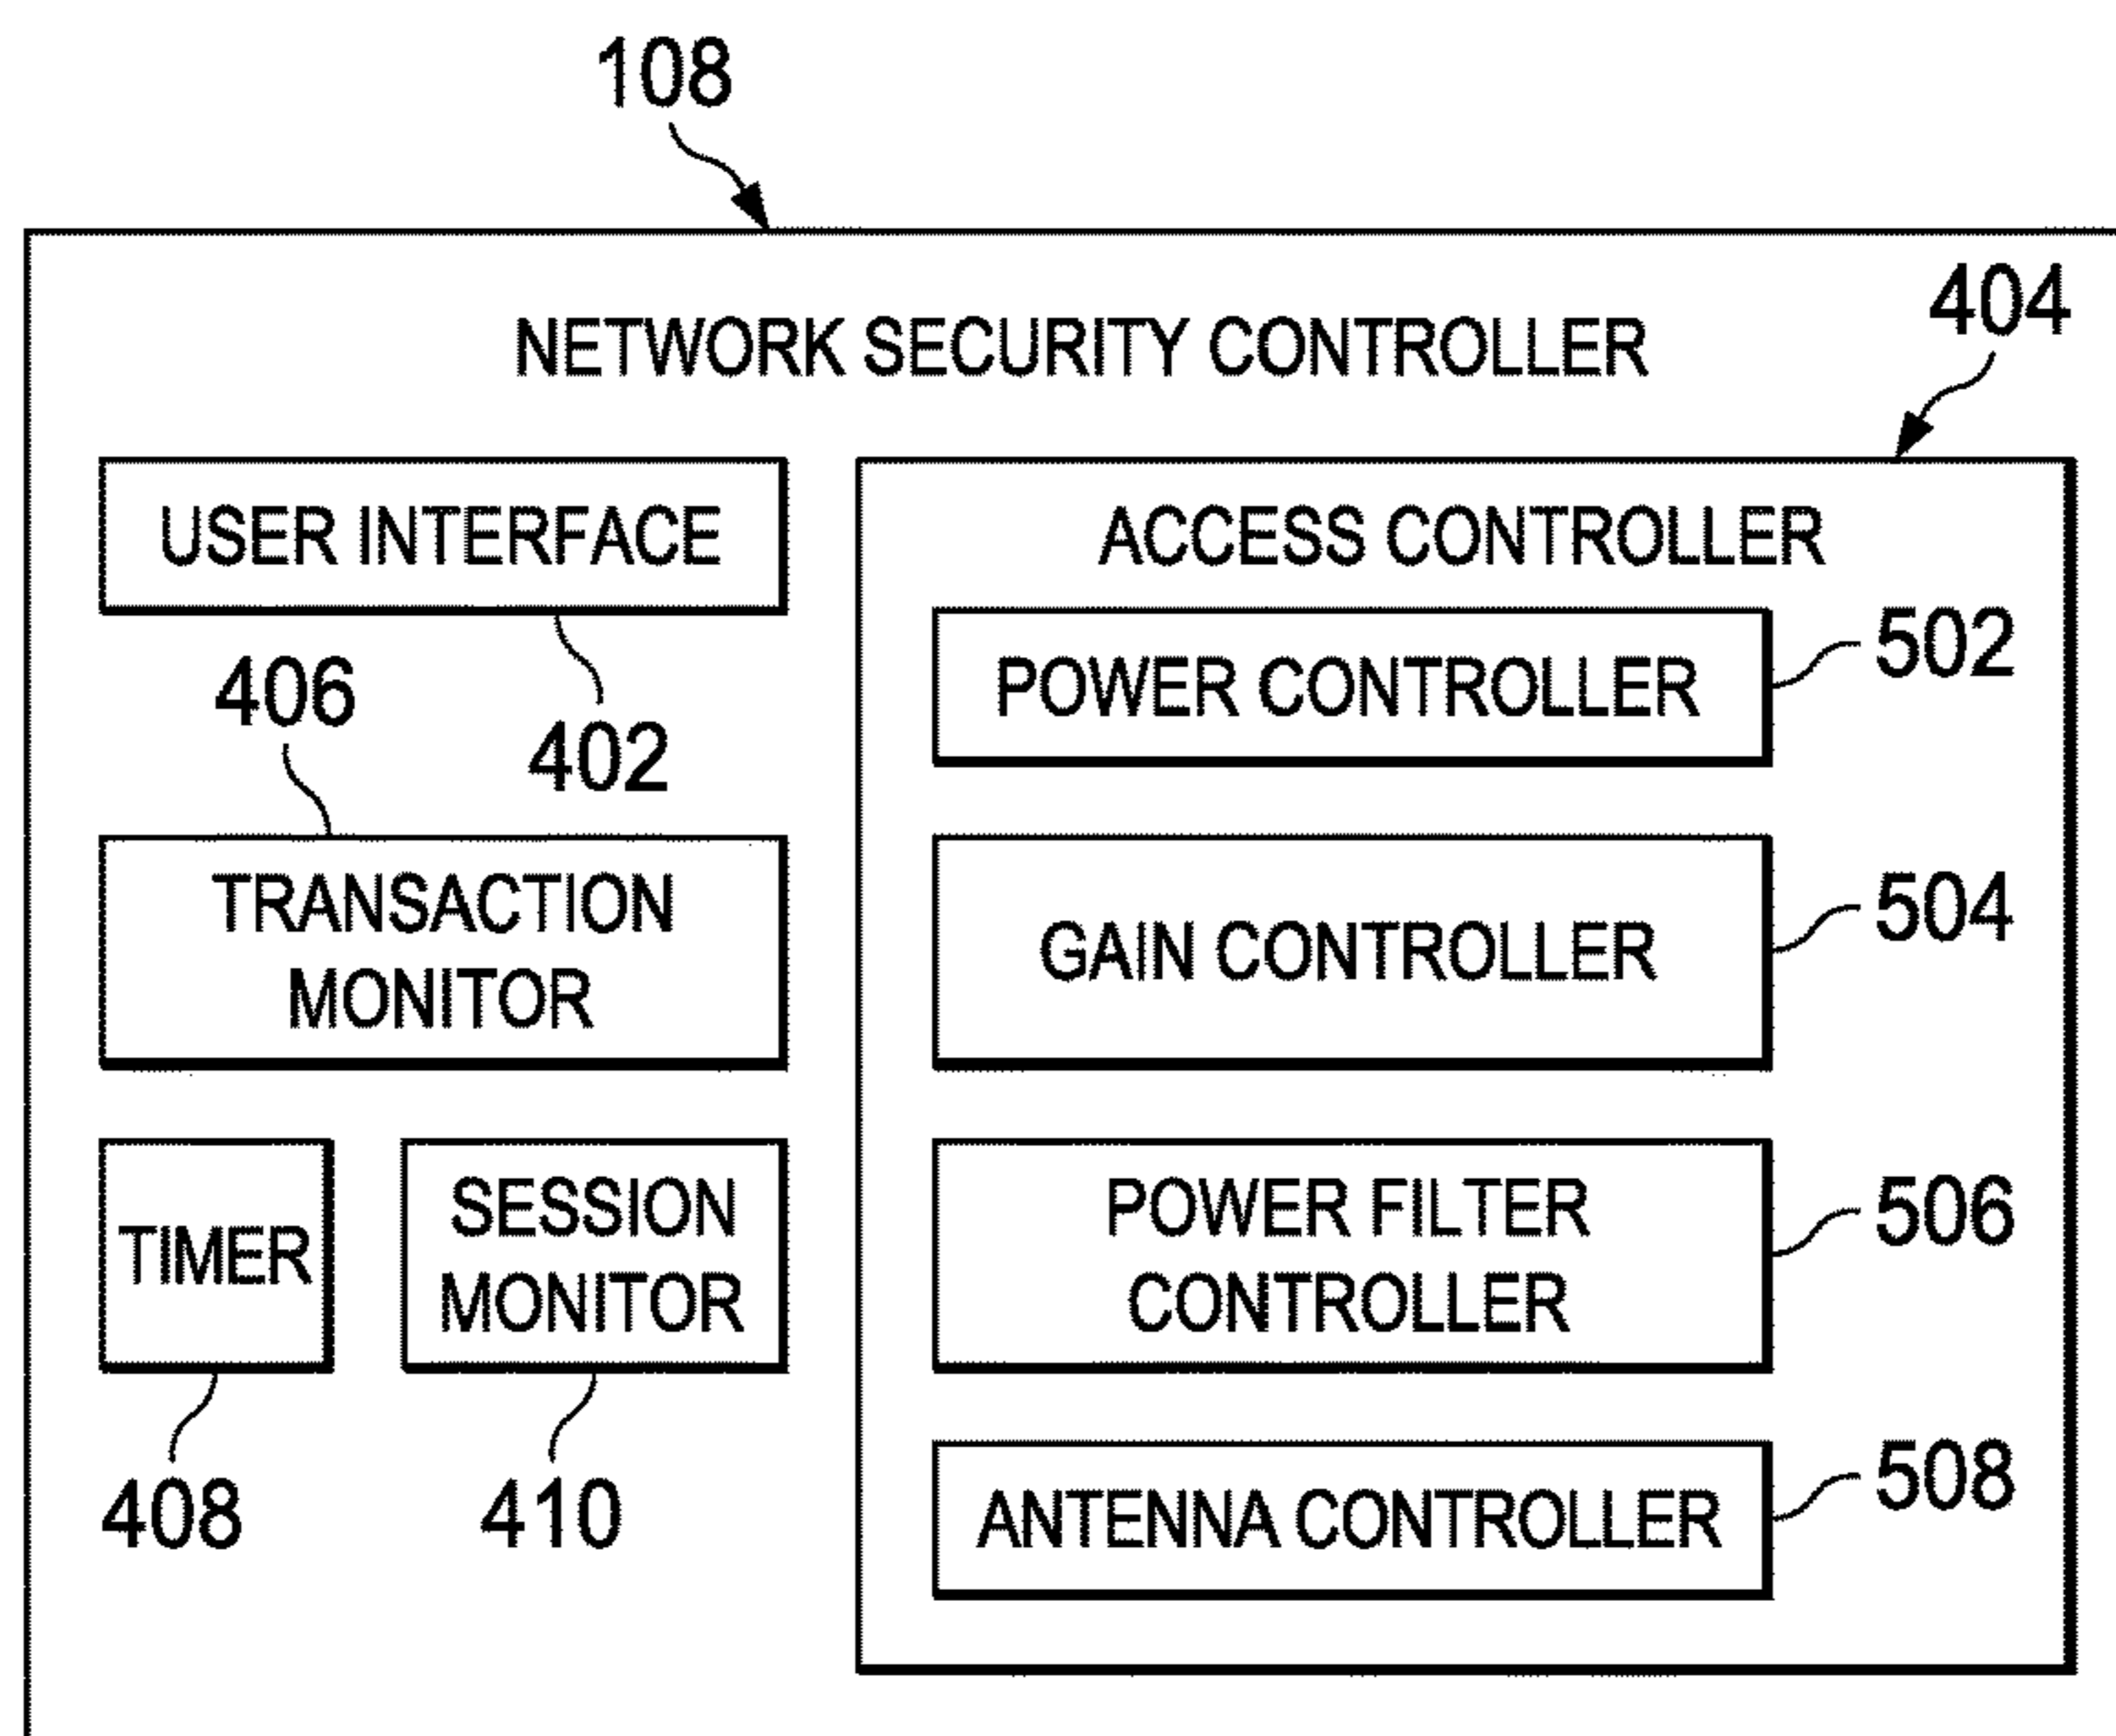 108
NETWORK SECURITY CONTROLLER
404
USER INTERFACE
402
406
TRANSACTION
MONITOR
TIMER
408
SESSION
MONITOR
410
ACCESS CONTROLLER
POWER CONTROLLER
502
GAIN CONTROLLER
504
POWER FILTER
CONTROLLER
506
ANTENNA CONTROLLER
508